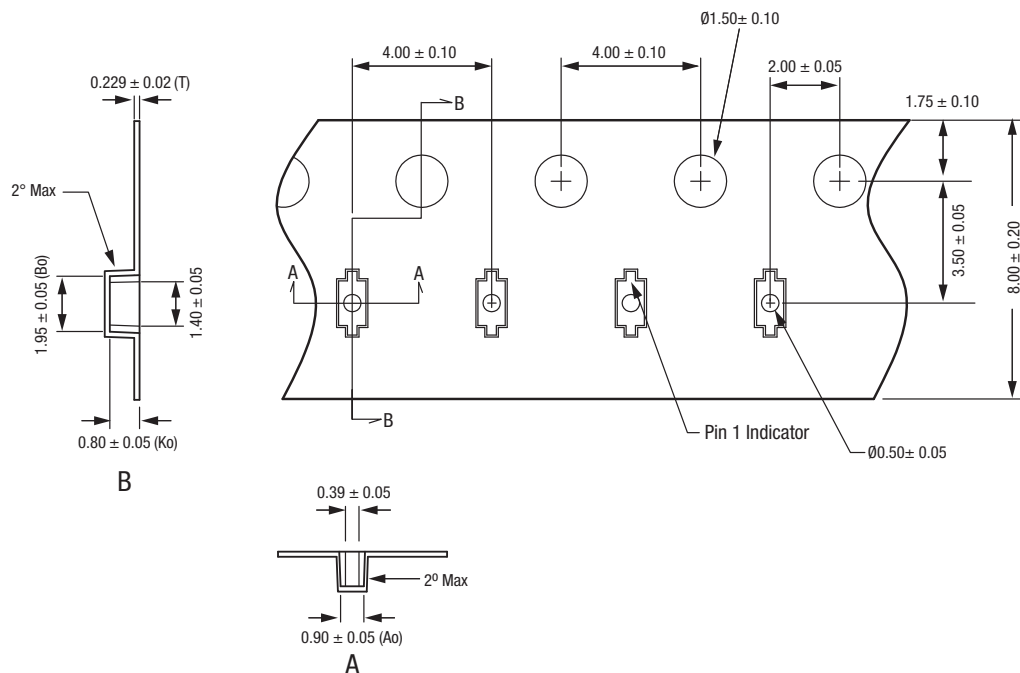 Ø1.50± 0.10
4.00 ± 0.10
4.00 ± 0.10
0.229 ± 0.02 (T)
2.00 ± 0.05
B
1.75 ± 0.10
2° Max
1.95 ± 0.05 (Bo)
1.40 ± 0.05
A
A
3.50 ± 0.05
8.00 ± 0.20
B
0.80 ± 0.05 (Ko)
Pin 1 Indicator
Ø0.50± 0.05
B
0.39 ± 0.05
2º Max
0.90 ± 0.05 (Ao)
A